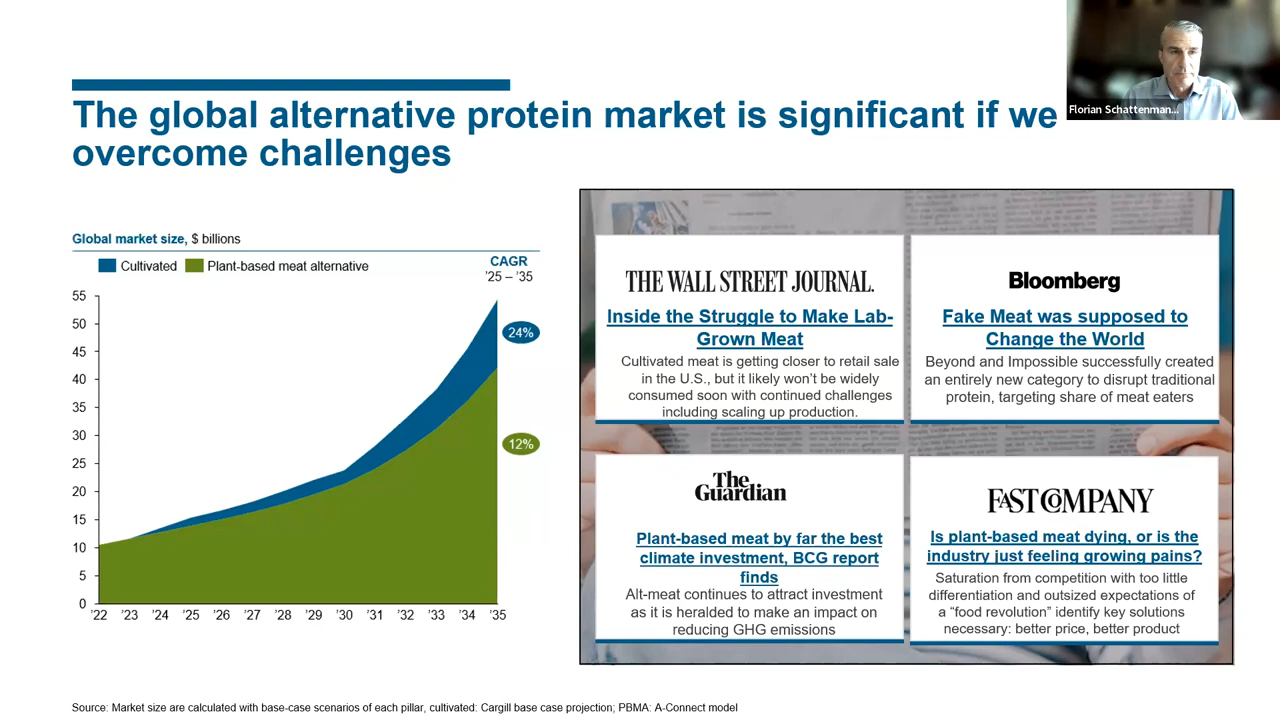 The global alternative protein market is significant if we
overcome challenges
Florian Schattenman...
Global market size, $ billions
Cultivated
Plant-based meat alternative
CAGR
’25 – ’35
55
50
45
40
35
30
25
20
15
10
5
0
24%
12%
’22 ’23 ’24 ’25 ’26 ’27 ’28 ’29 ’30 ’31 ’32 ’33 ’34 ’35
THE WALL STREET JOURNAL.
Inside the Struggle to Make Lab-
Grown Meat
Cultivated meat is getting closer to retail sale
in the U.S., but it likely won’t be widely
consumed soon with continued challenges
including scaling up production.
Bloomberg
Fake Meat was supposed to
Change the World
Beyond and Impossible successfully created
an entirely new category to disrupt traditional
protein, targeting share of meat eaters
The
Guardian
Plant-based meat by far the best
climate investment, BCG report
finds
Alt-meat continues to attract investment
as it is heralded to make an impact on
reducing GHG emissions
FAST COMPANY
Is plant-based meat dying, or is the
industry just feeling growing pains?
Saturation from competition with too little
differentiation and outsized expectations of
a “food revolution” identify key solutions
necessary: better price, better product
Source: Market size are calculated with base-case scenarios of each pillar, cultivated: Cargill base case projection; PBMA: A-Connect model